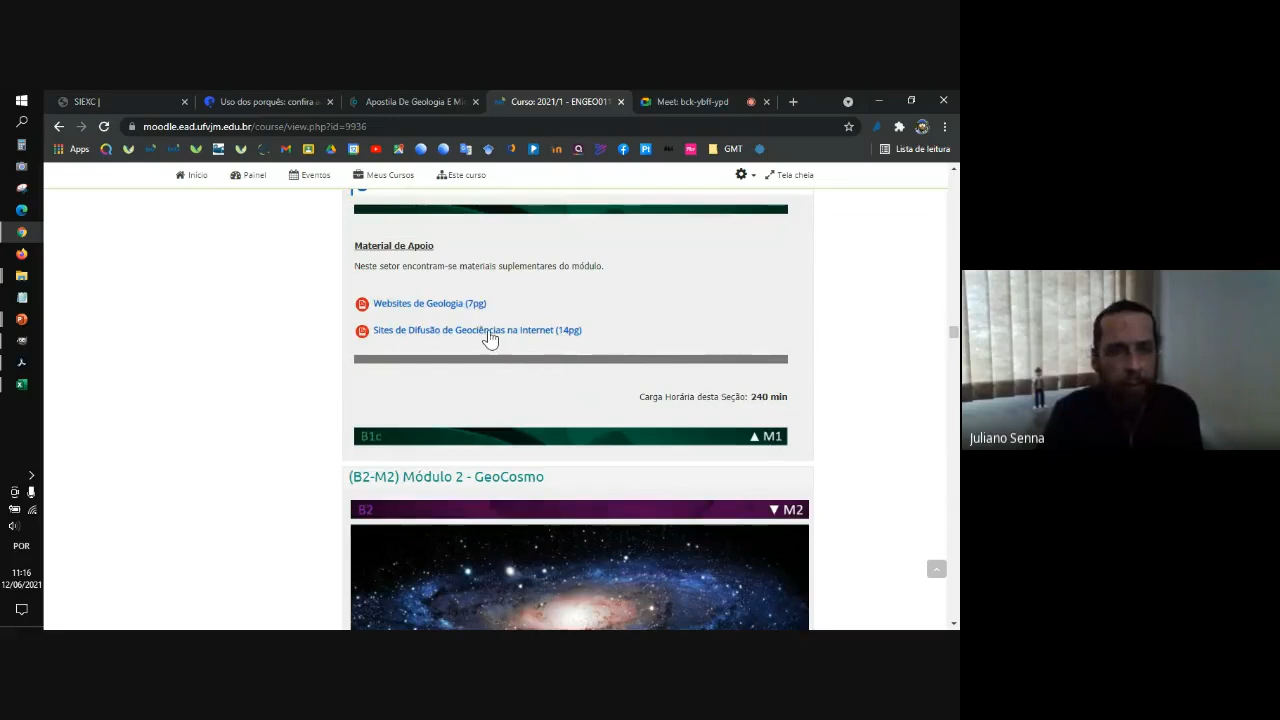 SIEXC |
Uso dos porquês: confira a
Apostila De Geologia E Mi
Curso: 2021/1 - ENGEO011
Meet: bck-ybff-ypd
moodle.ead.ufvjm.edu.br/course/view.php?id=9936
Apps
GMT
Lista de leitura
Início
Painel
Eventos
Meus Cursos
Este curso
Tela cheia
Material de Apoio
Neste setor encontram-se materiais suplementares do módulo.
Websites de Geologia (7pg)
Sites de Difusão de Geociências na Internet (14pg)
Carga Horária desta Seção: 240 min
B1c
▲ M1
(B2-M2) Módulo 2 - GeoCosmo
B2
▼ M2
Juliano Senna
POR
11:16
12/06/2021